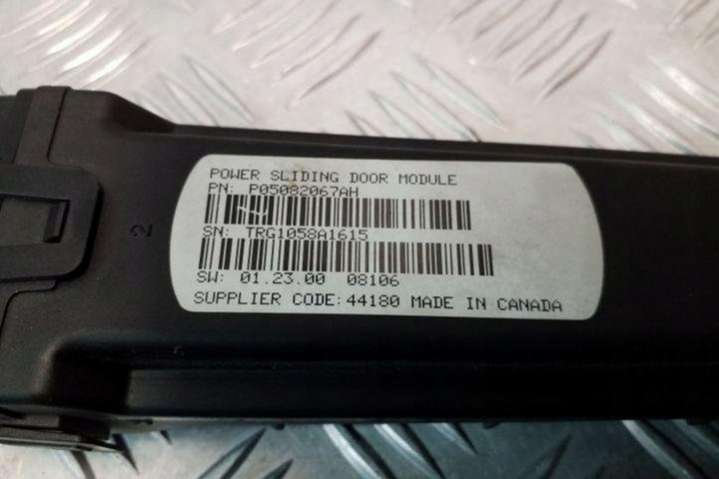 POWER SLIDING DOOR MODULE
PN: P05082067AH
SN: TRG1058A1615
SW: 01.23.00 08106
SUPPLIER CODE: 44180 MADE IN CANADA
2